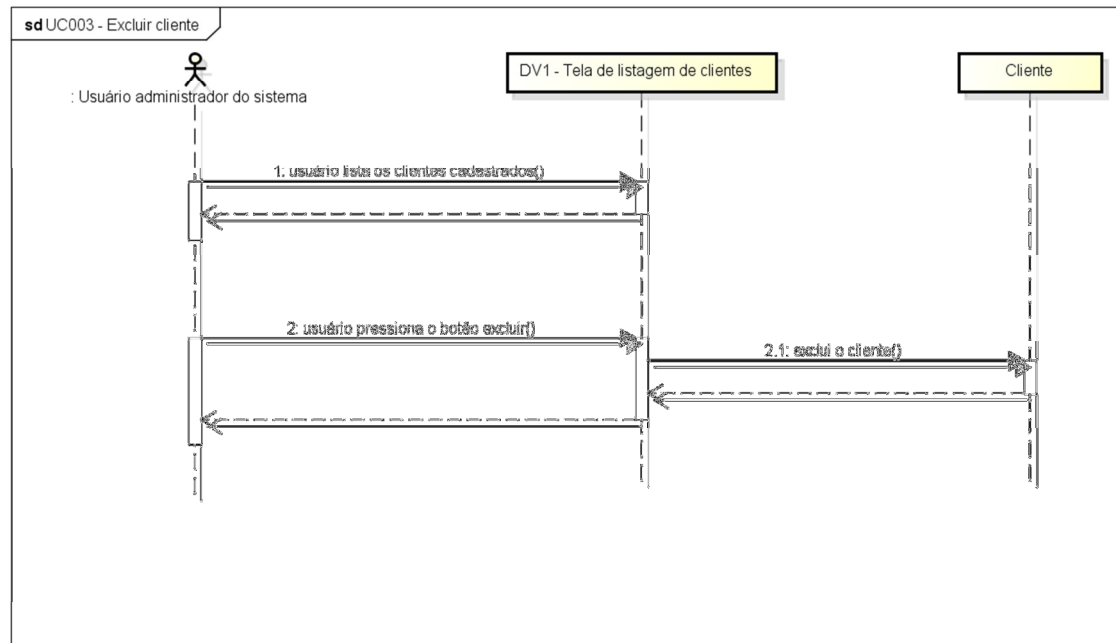 sd UC003 - Excluir cliente
: Usuário administrador do sistema
DV1 - Tela de listagem de clientes
Cliente
1: usuário lista os clientes cadastrados()
2: usuário pressiona o botão excluir()
2.1: exclui o cliente()